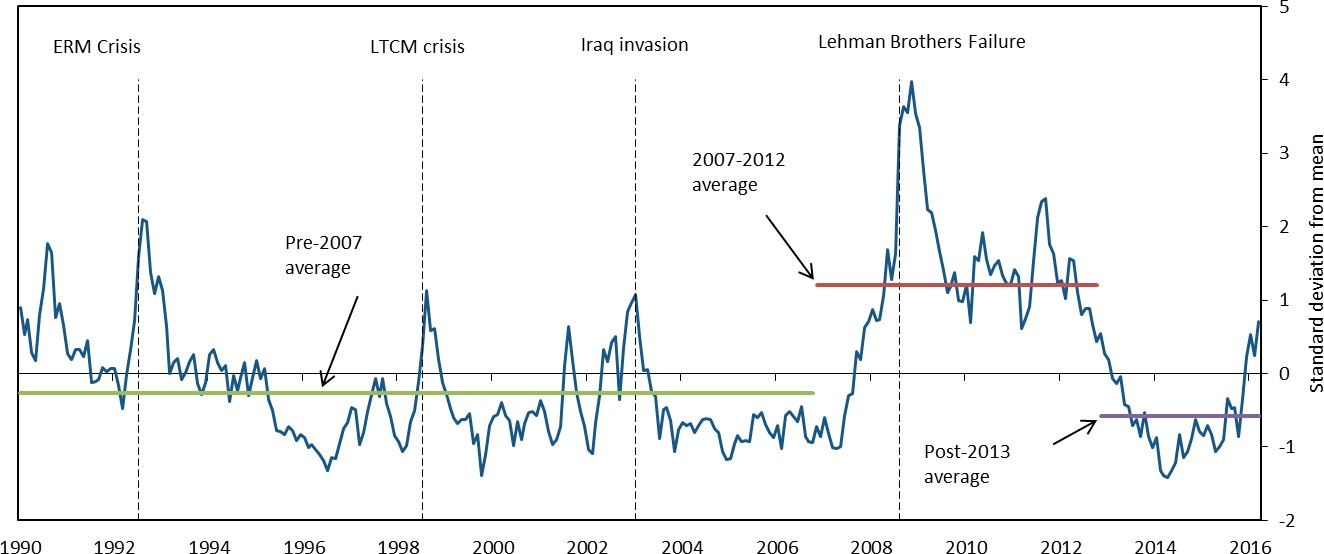 ERM Crisis
LTCM crisis
Iraq invasion
Lehman Brothers Failure
2007-2012
average
Pre-2007
average
Post-2013
average
5
4
3
2
1
0
-1
-2
Standard deviation from mean
1990 1992 1994 1996 1998 2000 2002 2004 2006 2008 2010 2012 2014 2016